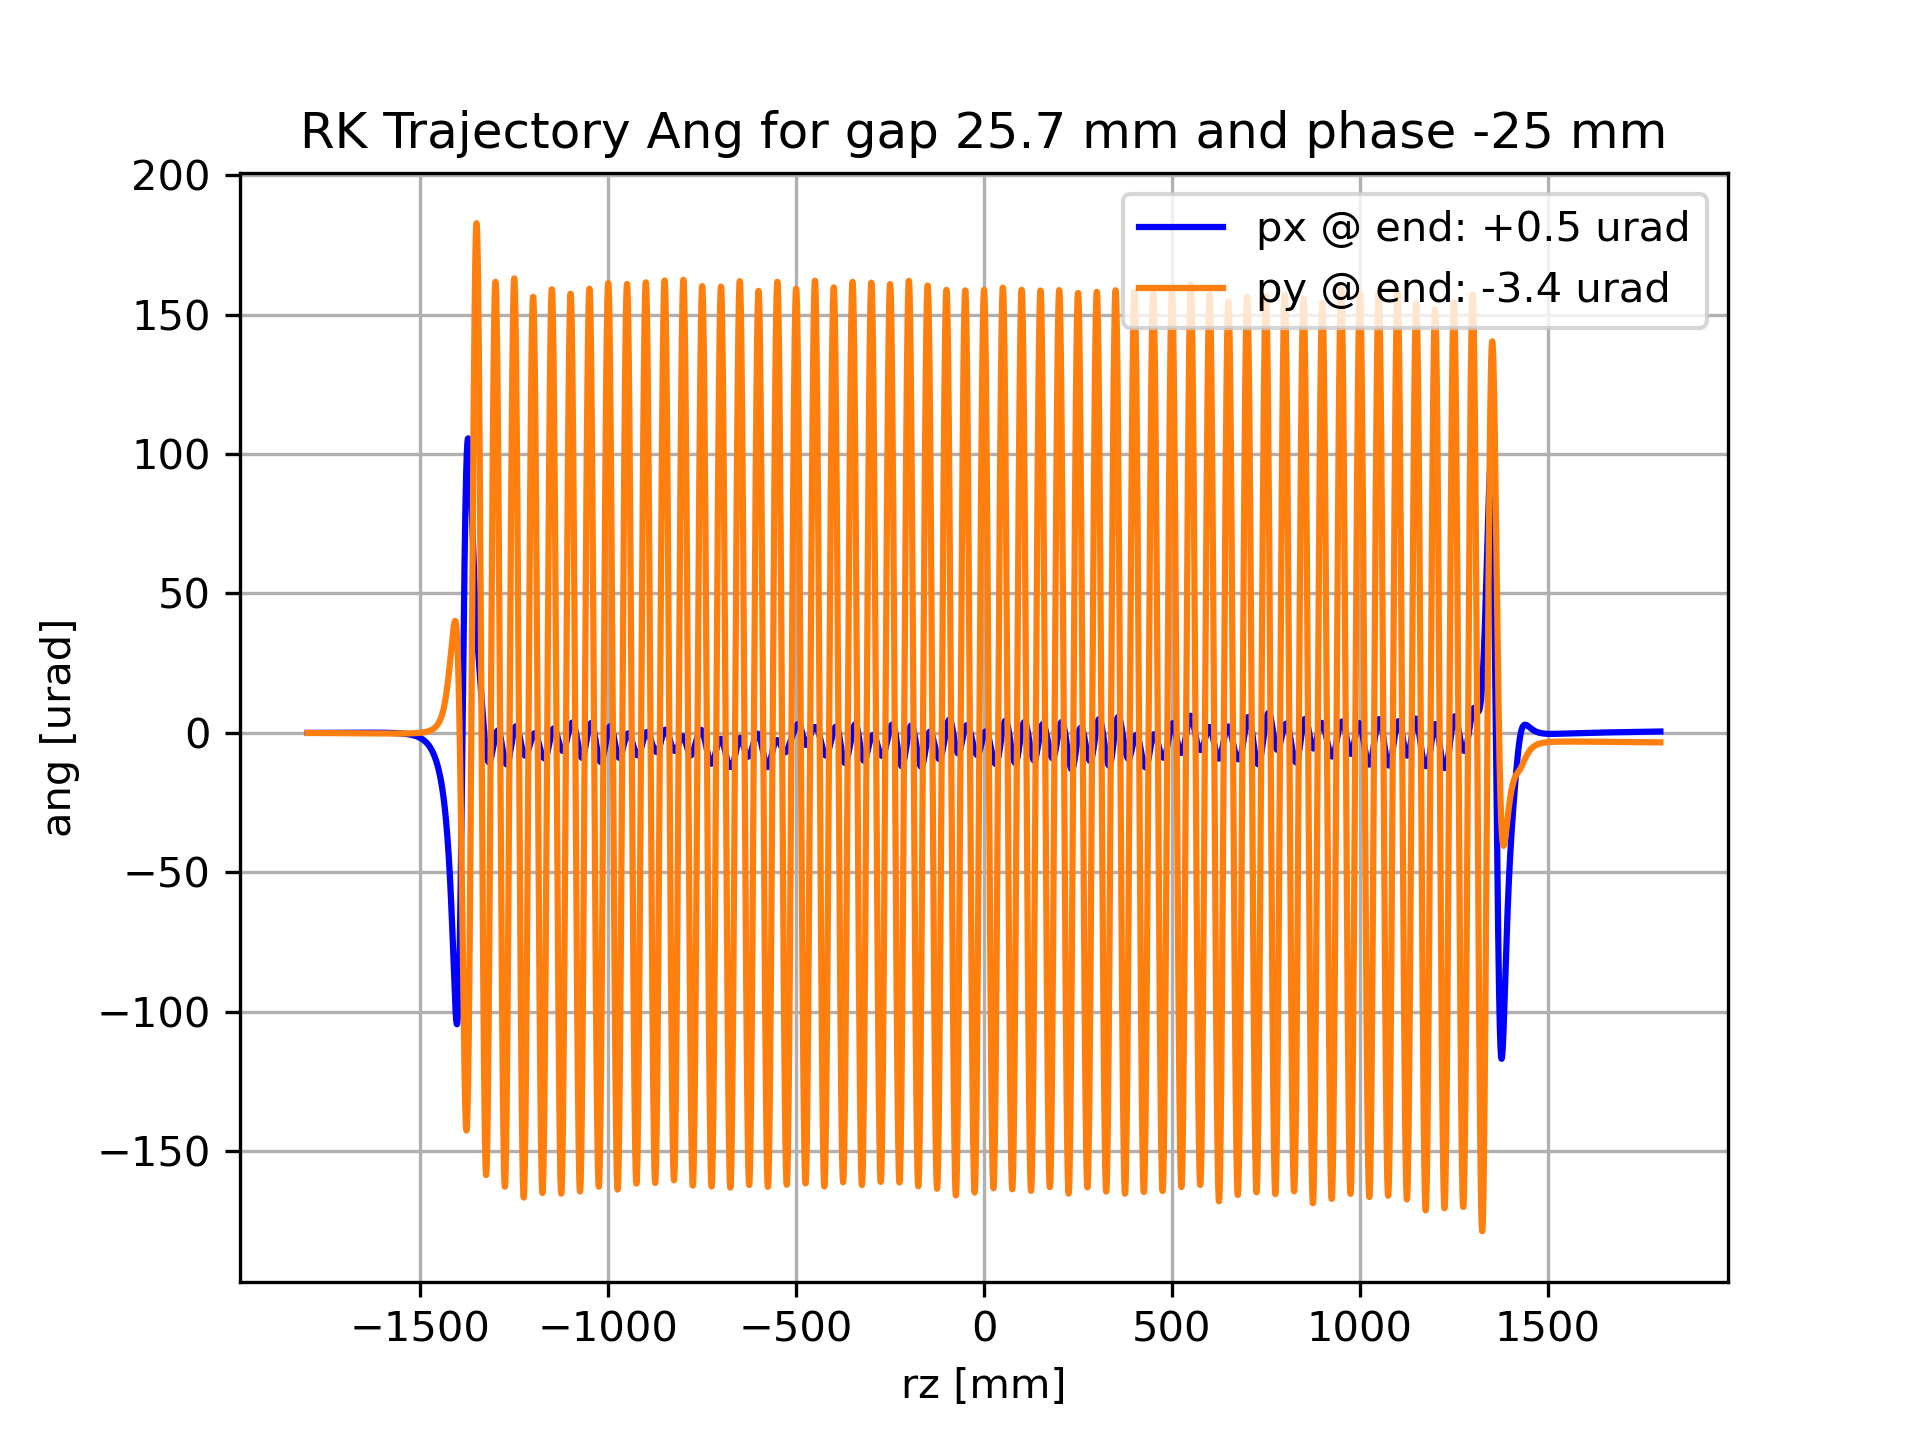 RK Trajectory Ang for gap 25.7 mm and phase -25 mm
px @ end: +0.5 urad
py @ end: -3.4 urad
200
150
100
50
0
−50
−100
−150
ang [urad]
−1500 −1000 −500 0 500 1000 1500
rz [mm]